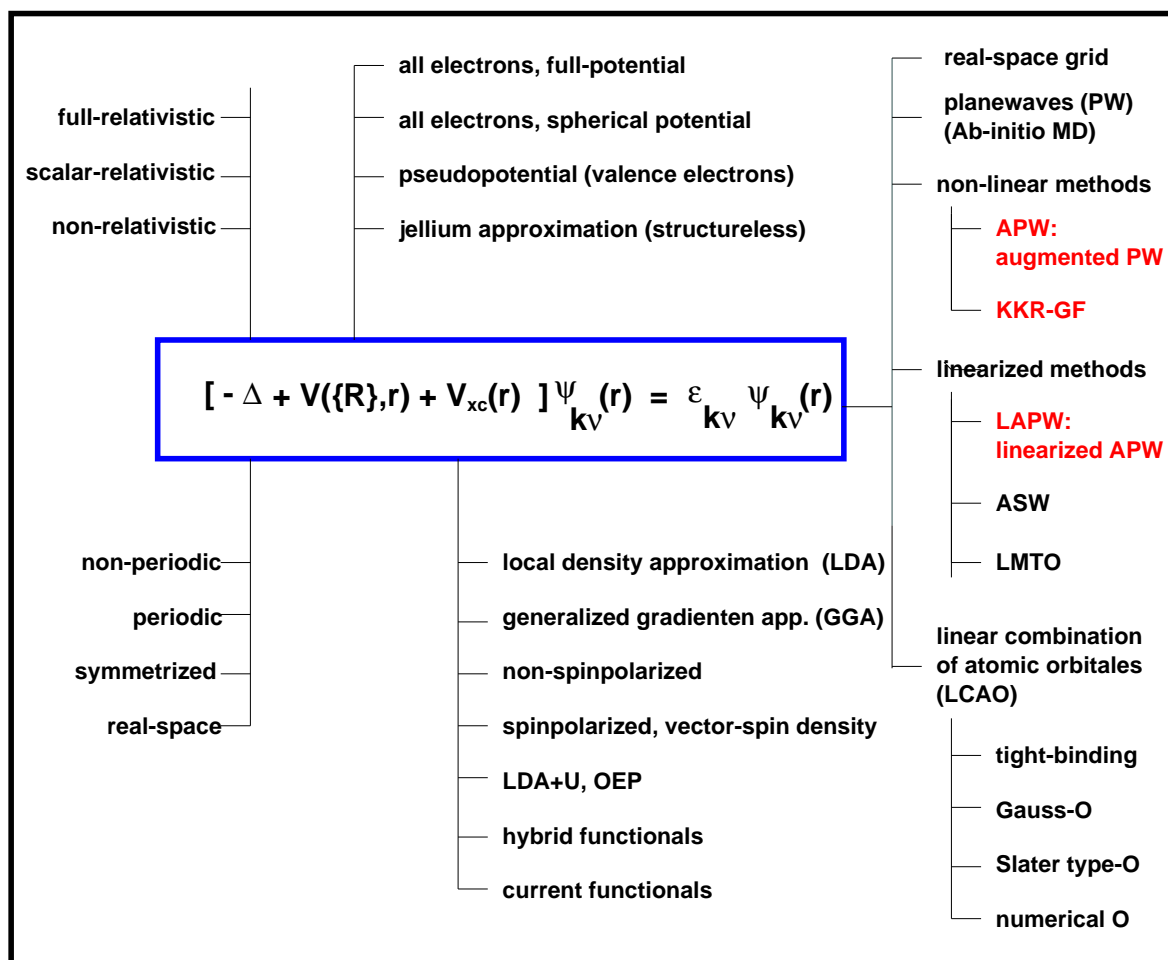 all electrons, full-potential
all electrons, spherical potential
pseudopotential (valence electrons)
jellium approximation (structureless)
full-relativistic
scalar-relativistic
non-relativistic
real-space grid
planewaves (PW)
(Ab-initio MD)
non-linear methods
APW:
augmented PW
KKR-GF
linearized methods
LAPW:
linearized APW
ASW
LMTO
linear combination
of atomic orbitales
(LCAO)
tight-binding
Gauss-O
Slater type-O
numerical O
[ - Δ + V({R},r) + Vxc(r) ] ψkν(r) = εkν ψkν(r)
non-periodic
periodic
symmetrized
real-space
local density approximation (LDA)
generalized gradienten app. (GGA)
non-spinpolarized
spinpolarized, vector-spin density
LDA+U, OEP
hybrid functionals
current functionals